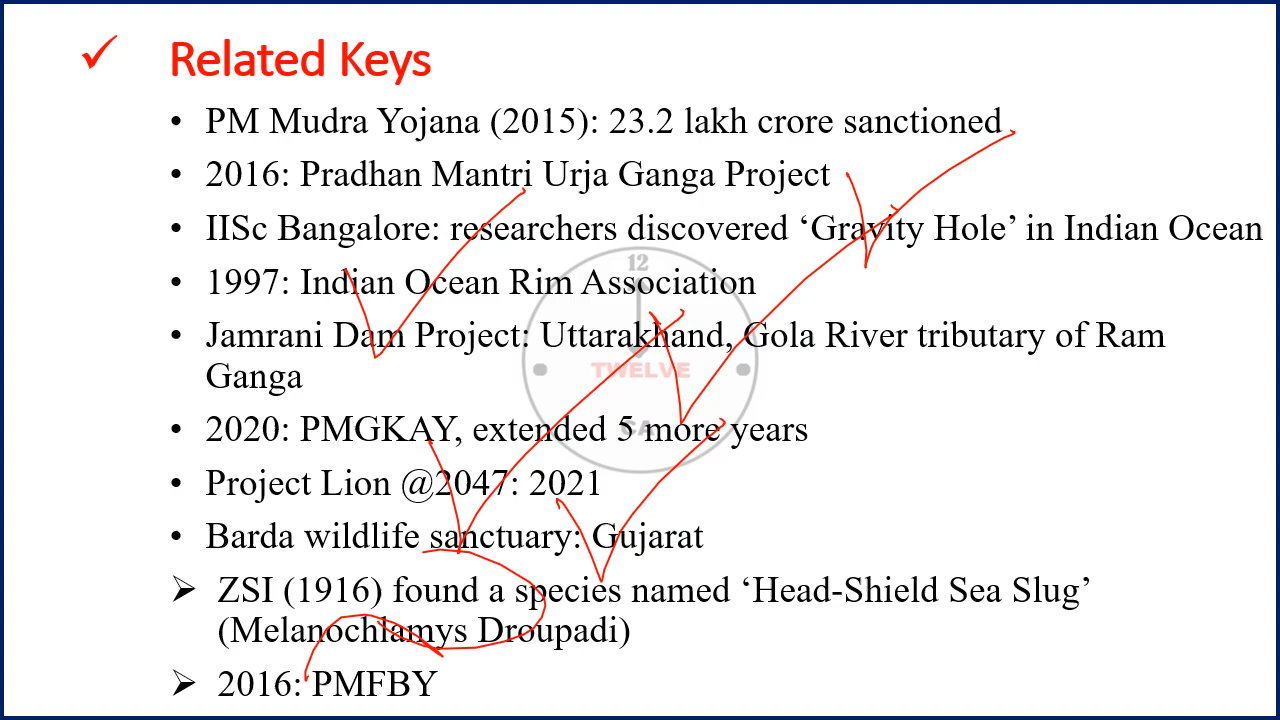 ✓ Related Keys
• PM Mudra Yojana (2015): 23.2 lakh crore sanctioned
• 2016: Pradhan Mantri Urja Ganga Project
• IISc Bangalore: researchers discovered ‘Gravity Hole’ in Indian Ocean
• 1997: Indian Ocean Rim Association
• Jamrani Dam Project: Uttarakhand, Gola River tributary of Ram
Ganga
• 2020: PMGKAY, extended 5 more years
• Project Lion @2047: 2021
• Barda wildlife sanctuary: Gujarat
➢ ZSI (1916) found a species named ‘Head-Shield Sea Slug’
(Melanochlamys Droupadi)
➢ 2016: PMFBY
12
TWELVE